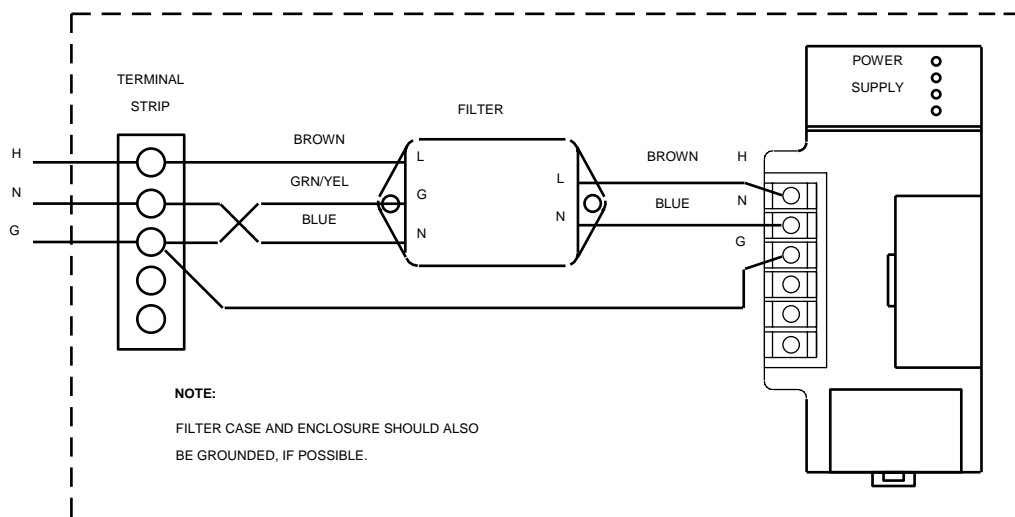 POWER
SUPPLY
TERMINAL
STRIP
FILTER
H
BROWN
L
BROWN
H
GRN/YEL
L
N
G
BLUE
N
BLUE
N
G
N
G
NOTE:
FILTER CASE AND ENCLOSURE SHOULD ALSO
BE GROUNDED, IF POSSIBLE.